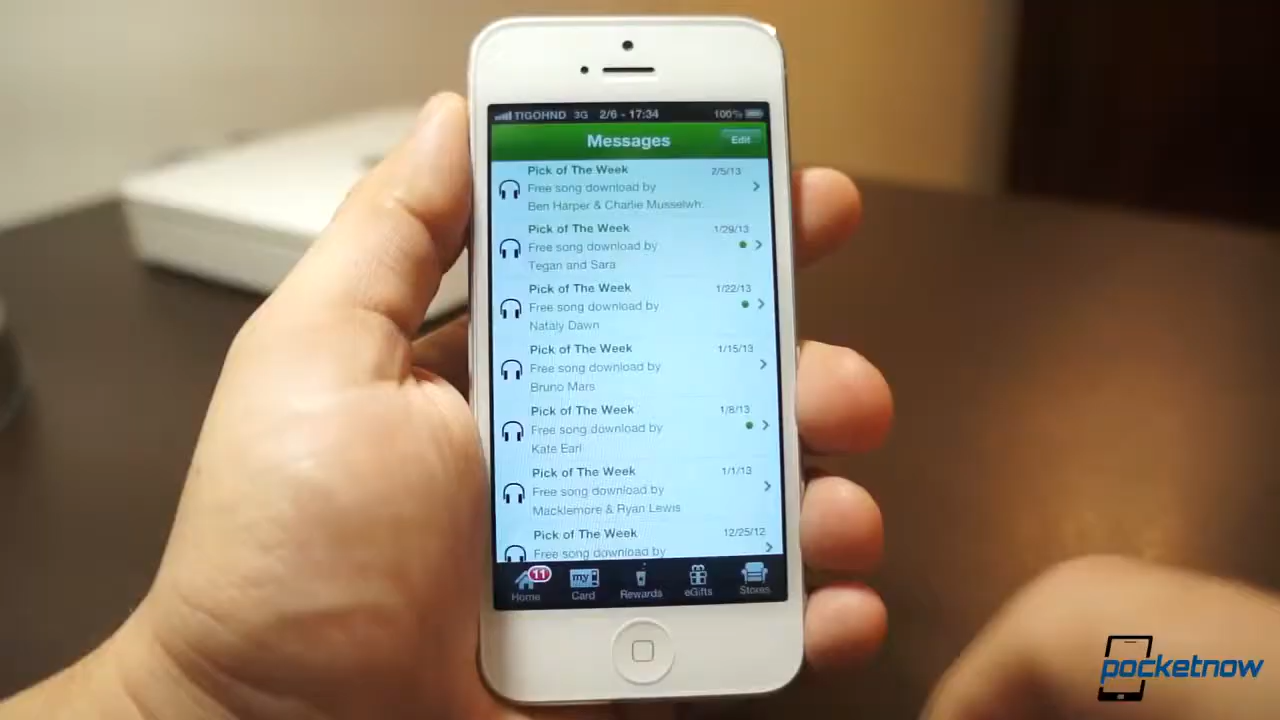 TIGOHND 3G 2/6 - 17:34 100%
Messages Edit
Pick of The Week 2/5/13
Free song download by
Ben Harper & Charlie Musselwh..
Pick of The Week 1/29/13
Free song download by
Tegan and Sara
Pick of The Week 1/22/13
Free song download by
Nataly Dawn
Pick of The Week 1/15/13
Free song download by
Bruno Mars
Pick of The Week 1/8/13
Free song download by
Kate Earl
Pick of The Week 1/1/13
Free song download by
Macklemore & Ryan Lewis
Pick of The Week 12/25/12
Free song download by
11 my
Home Card Rewards eGifts Stores
pocketnow